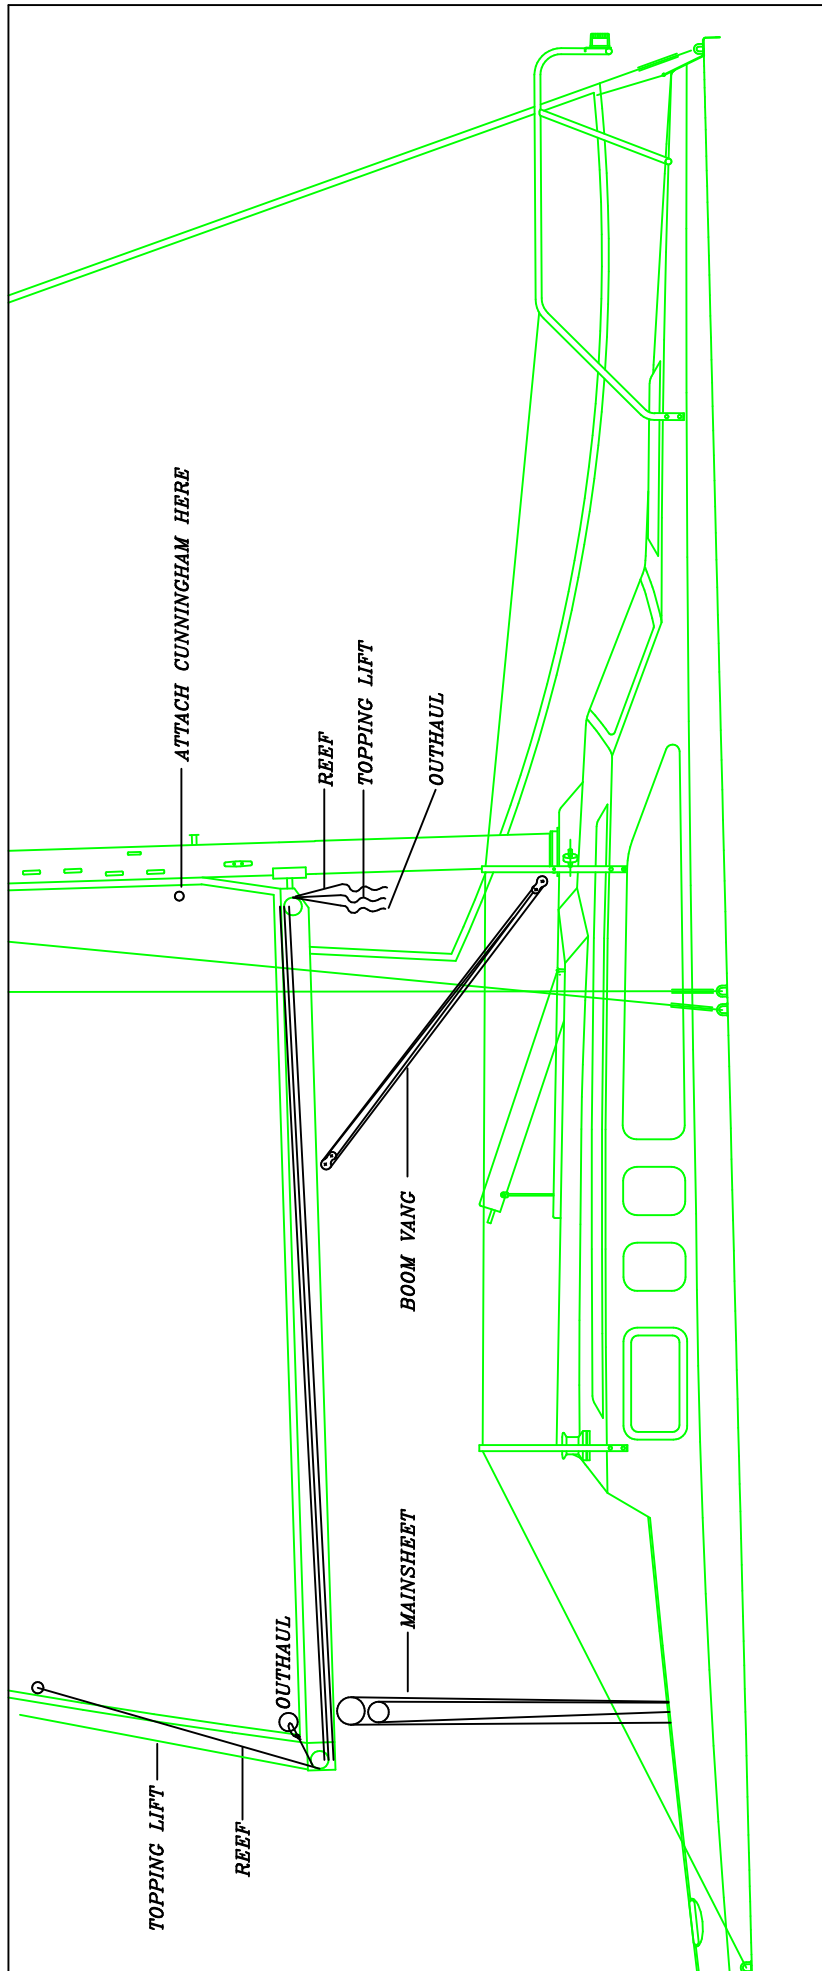 TOPPING LIFT
ATTACH CUNNINGHAM HERE
REEF
OUTHAUL
REEF
TOPPING LIFT
MAINSHEET
BOOM VANG
OUTHAUL